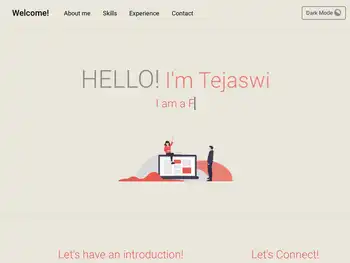 Welcome! About me Skills Experience Contact Dark Mode
HELLO! I'm Tejaswi
I am a F
Let's have an introduction! Let's Connect!